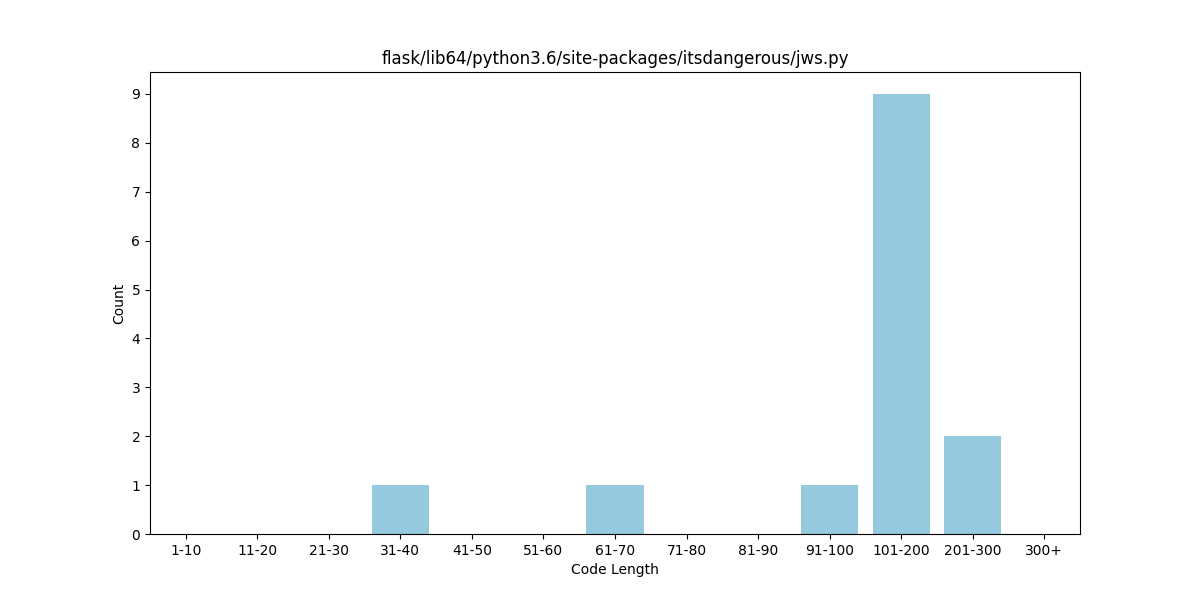 flask/lib64/python3.6/site-packages/itsdangerous/jws.py
9
8
7
6
5
4
3
2
1
0
Count
1-10 11-20 21-30 31-40 41-50 51-60 61-70 71-80 81-90 91-100 101-200 201-300 300+
Code Length